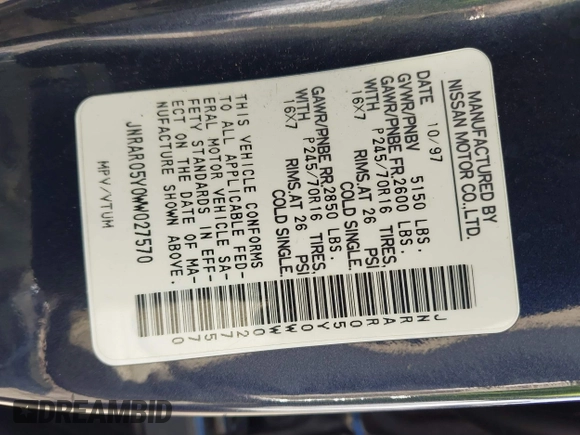 MANUFACTURED BY
NISSAN MOTOR CO.,LTD.
DATE 10/97
GVWR/PNBV 5150 LBS.
GAWR/PNBE FR,2600 LBS.
WITH P245/70R16 TIRES,
16X7 RIMS,AT 26 PSI
COLD SINGLE.
GAWR/PNBE RR,2850 LBS.
WITH P245/70R16 TIRES,
16X7 RIMS,AT 26 PSI
COLD SINGLE.
THIS VEHICLE CONFORMS
TO ALL APPLICABLE FED-
ERAL MOTOR VEHICLE SA-
FETY STANDARDS IN EFF-
ECT ON THE DATE OF MA-
NUFACTURE SHOWN ABOVE.
JNRAR05Y0WW027570
MPV/VTUM
JNRAR05Y0WW027570
DREAMBID